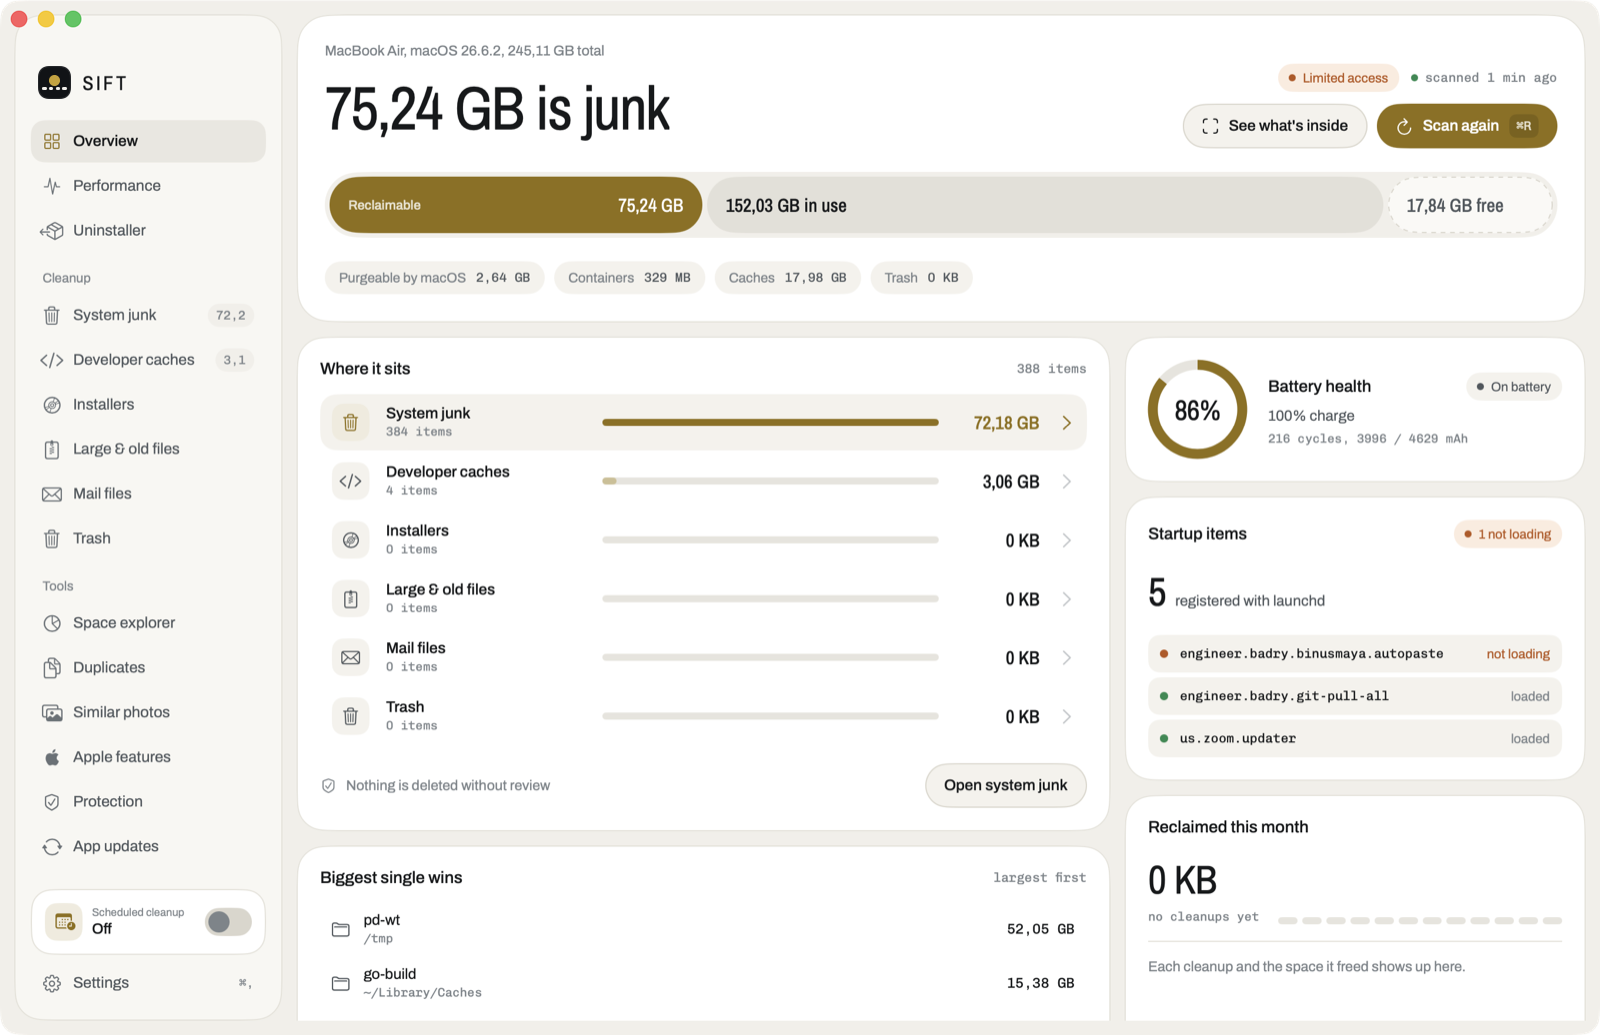 SIFT
Overview
Performance
Uninstaller
Cleanup
System junk 72,2
Developer caches 3,1
Installers
Large & old files
Mail files
Trash
Tools
Space explorer
Duplicates
Similar photos
Apple features
Protection
App updates
Scheduled cleanup
Off
Settings ⌘,
MacBook Air, macOS 26.6.2, 245,11 GB total
75,24 GB is junk
Limited access scanned 1 min ago
See what's inside Scan again ⌘R
Reclaimable 75,24 GB 152,03 GB in use 17,84 GB free
Purgeable by macOS 2,64 GB Containers 329 MB Caches 17,98 GB Trash 0 KB
Where it sits 388 items
System junk 72,18 GB
384 items
Developer caches 3,06 GB
4 items
Installers 0 KB
0 items
Large & old files 0 KB
0 items
Mail files 0 KB
0 items
Trash 0 KB
0 items
Nothing is deleted without review Open system junk
Biggest single wins largest first
pd-wt 52,05 GB
/tmp
go-build 15,38 GB
~/Library/Caches
86% Battery health On battery
100% charge
216 cycles, 3996 / 4629 mAh
Startup items 1 not loading
5 registered with launchd
engineer.badry.binusmaya.autopaste not loading
engineer.badry.git-pull-all loaded
us.zoom.updater loaded
Reclaimed this month
0 KB
no cleanups yet
Each cleanup and the space it freed shows up here.